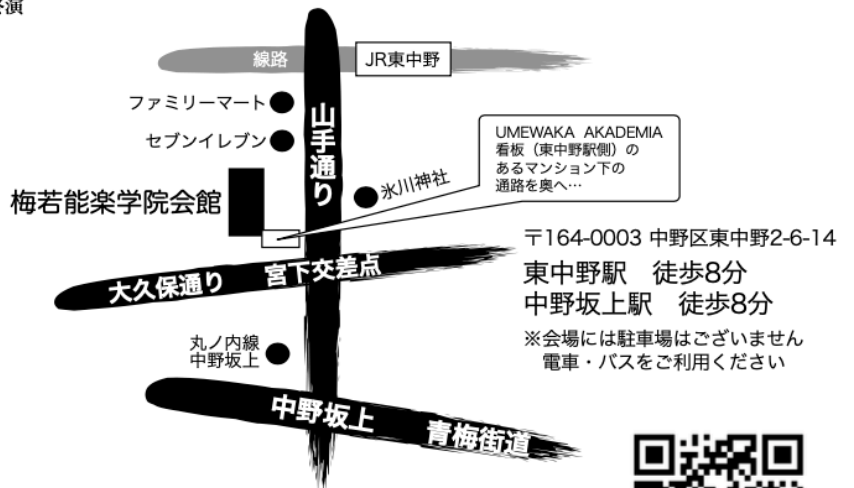 線路
JR東中野
ファミリーマート
セブンイレブン
山手通り
氷川神社
UMEWAKA AKADEMIA
看板（東中野駅側）の
あるマンション下の
通路を奥へ…
梅若能楽学院会館
〒164-0003 中野区東中野2-6-14
大久保通り 宮下交差点
東中野駅 徒歩8分
中野坂上駅 徒歩8分
※会場には駐車場はございません
電車・バスをご利用ください
丸ノ内線
中野坂上
中野坂上 青梅街道